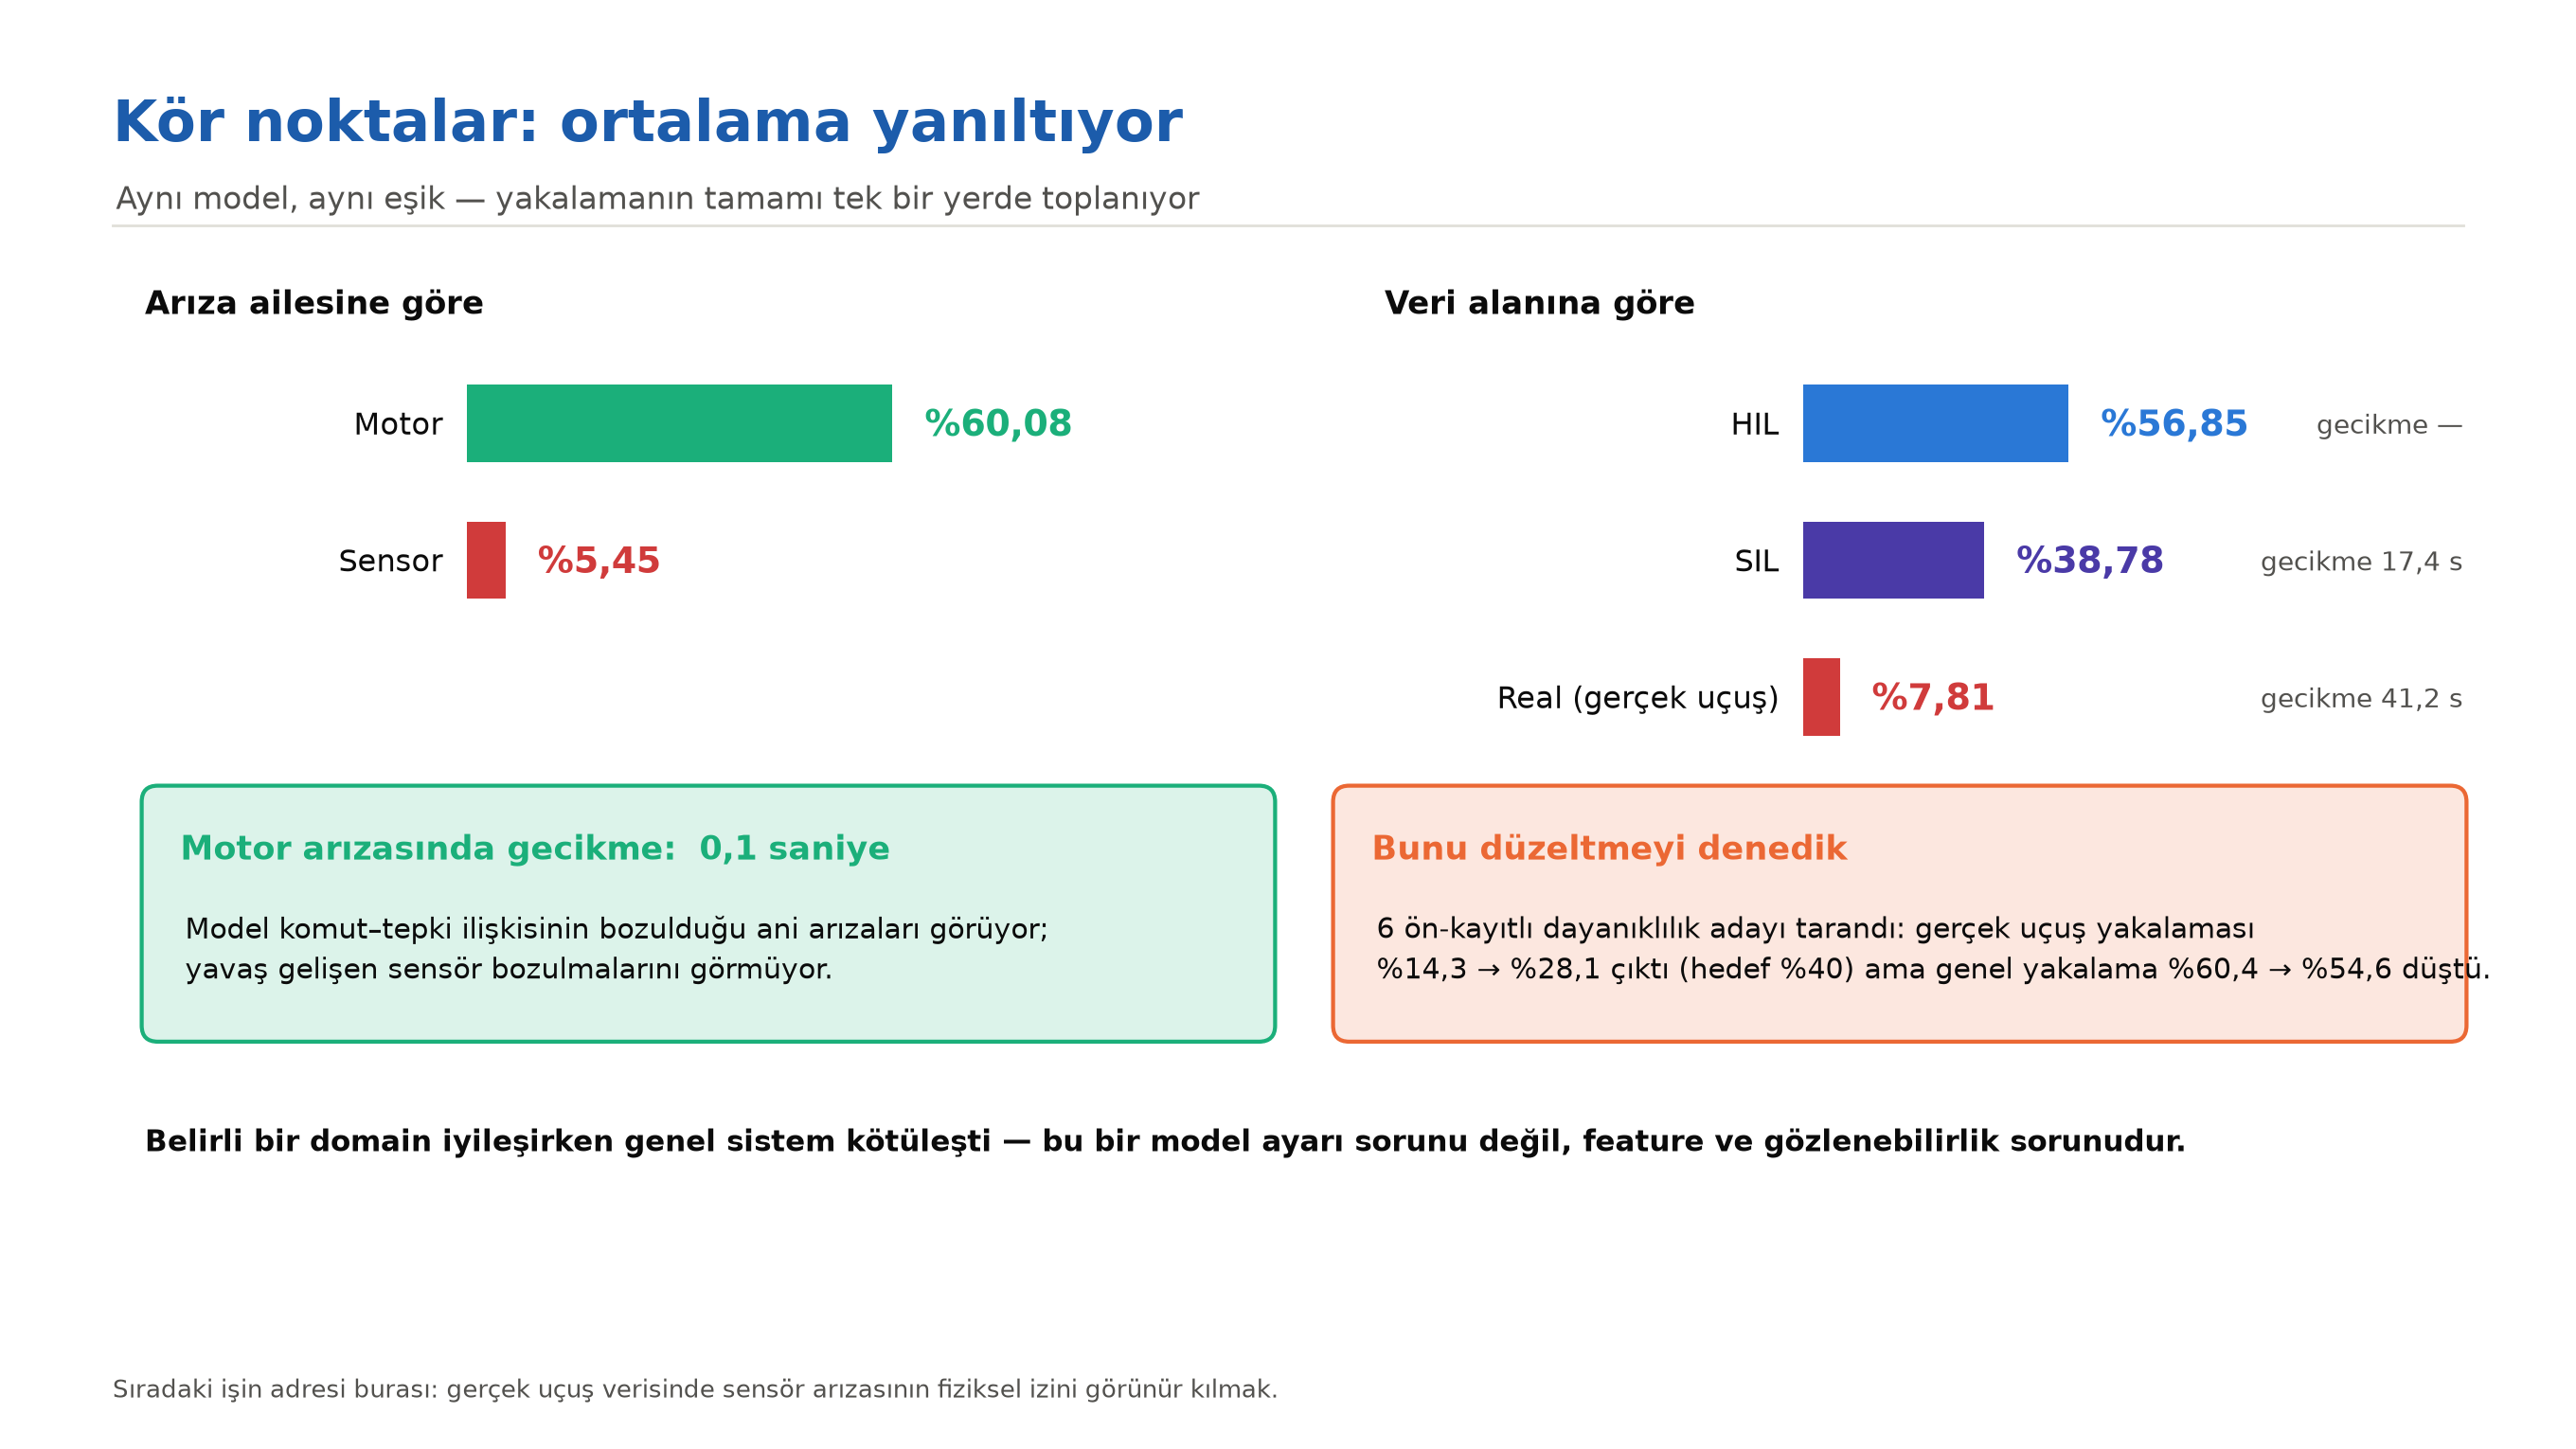 Kör noktalar: ortalama yanıltıyor
Aynı model, aynı eşik — yakalamanın tamamı tek bir yerde toplanıyor
Arıza ailesine göre
Motor %60,08
Sensor %5,45
Veri alanına göre
HIL %56,85 gecikme —
SIL %38,78 gecikme 17,4 s
Real (gerçek uçuş) %7,81 gecikme 41,2 s
Motor arızasında gecikme: 0,1 saniye
Model komut–tepki ilişkisinin bozulduğu ani arızaları görüyor;
yavaş gelişen sensör bozulmalarını görmüyor.
Bunu düzeltmeyi denedik
6 ön-kayıtlı dayanıklılık adayı tarandı: gerçek uçuş yakalaması
%14,3 → %28,1 çıktı (hedef %40) ama genel yakalama %60,4 → %54,6 düştü.
Belirli bir domain iyileşirken genel sistem kötüleşti — bu bir model ayarı sorunu değil, feature ve gözlenebilirlik sorunudur.
Sıradaki işin adresi burası: gerçek uçuş verisinde sensör arızasının fiziksel izini görünür kılmak.